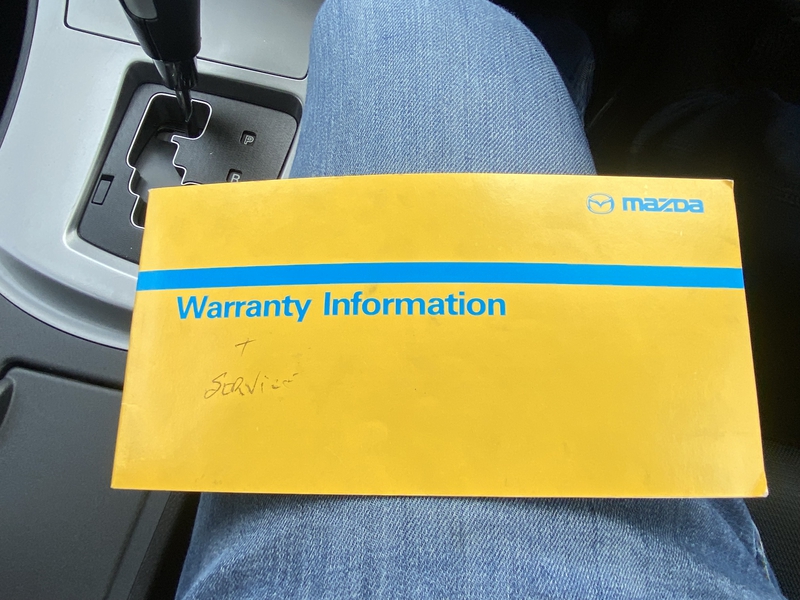 P
R
mazda
Warranty Information
+
SERVICE